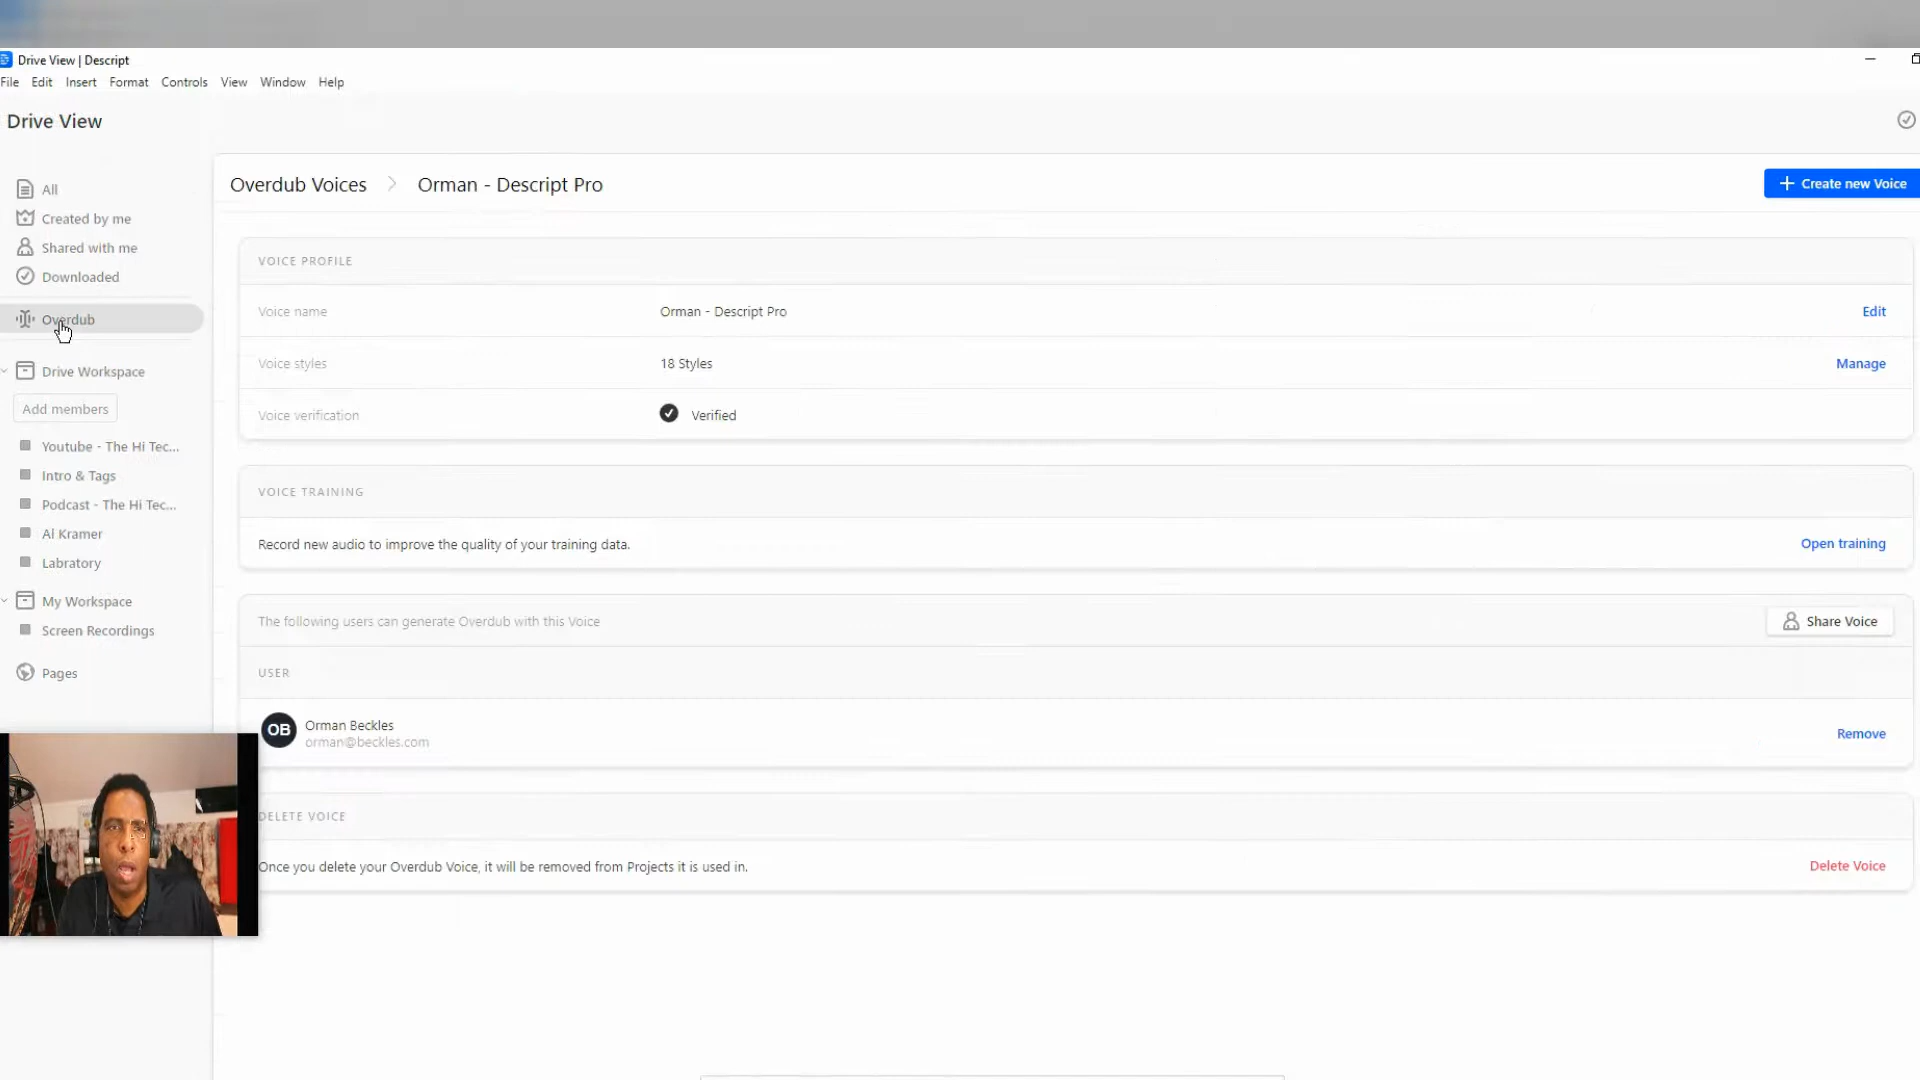 Drive View | Descript
File Edit Insert Format Controls View Window Help
Drive View
All
Created by me
Shared with me
Downloaded
Overdub
Drive Workspace
Add members
Youtube - The Hi Tec...
Intro & Tags
Podcast - The Hi Tec...
Al Kramer
Labratory
My Workspace
Screen Recordings
Pages
Overdub Voices > Orman - Descript Pro
+ Create new Voice
VOICE PROFILE
Voice name Orman - Descript Pro Edit
Voice styles 18 Styles Manage
Voice verification Verified
VOICE TRAINING
Record new audio to improve the quality of your training data. Open training
The following users can generate Overdub with this Voice Share Voice
USER
OB Orman Beckles
orman@beckles.com
Remove
DELETE VOICE
Once you delete your Overdub Voice, it will be removed from Projects it is used in. Delete Voice